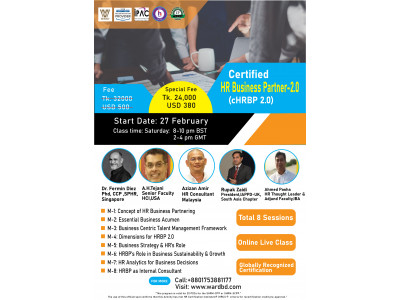 IPAC
Certified
HR Business Partner-2.0
(cHRBP 2.0)
Fee
Tk. 32000
USD 500
Special Fee
Tk. 24,000
USD 380
Start Date: 27 February
Class time: Saturday: 8-10 pm BST
2-4 pm GMT
Dr. Fermin Diez
Phd, CCP ,SPHR,
Singapore
A.H.Tejani
Senior Faculty
HCI,USA
Azizan Amir
HR Consultant
Malaysia
Rupak Zaidi
President,IAPPD-UK,
South Asia Chapter
Ahmed Pasha
HR Thought Leader &
Adjunct Faculty,IBA
M-1: Concept of HR Business Partnering
M-2: Essential Business Acumen
M-3: Business Centric Talent Management Framework
M-4: Dimensions for HRBP 2.0
M-5: Business Strategy & HR's Role
M-6: HRBP's Role in Business Sustainability & Growth
M-7: HR Analytics for Business Decisions
M-8: HRBP as Internal Consultant
Total 8 Sessions
Online Live Class
Globally Recognised
Certification
Call:+8801753881177
Visit: www.wardbd.com